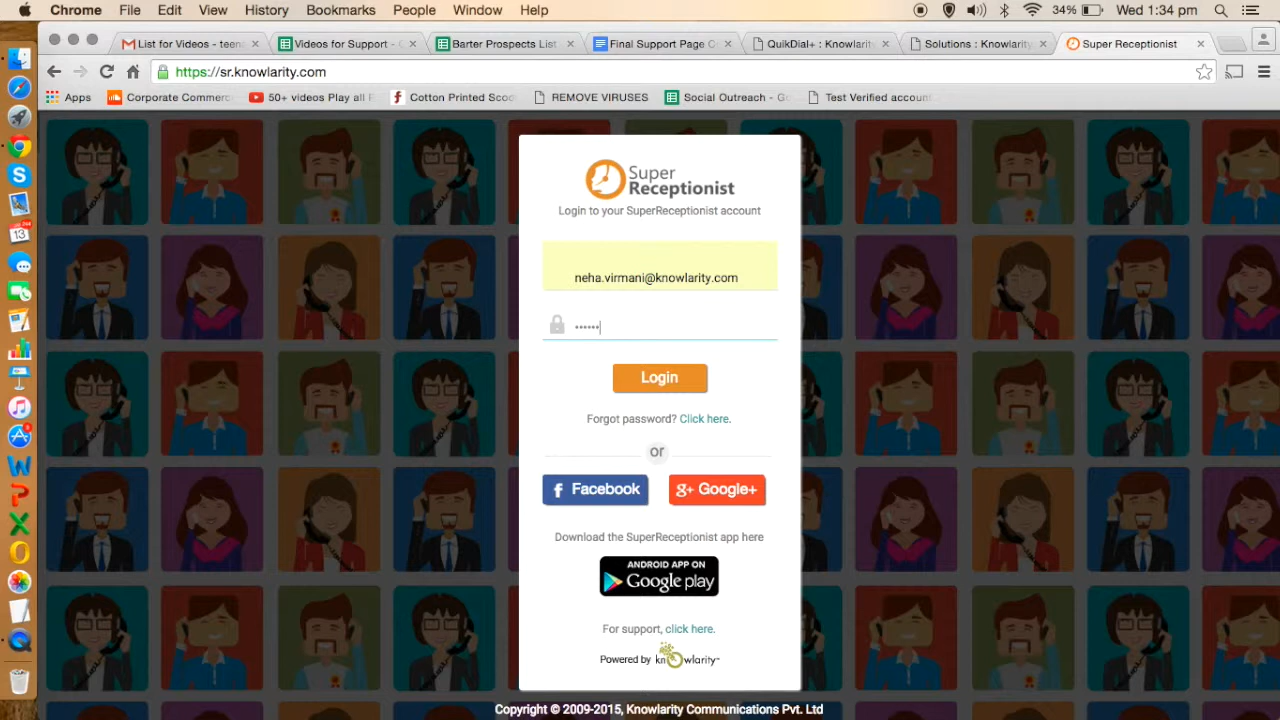 Chrome File Edit View History Bookmarks People Window Help 34% Wed 1:34 pm
List for Videos - teena
Videos for Support -
Barter Prospects List
Final Support Page
QuikDial+ : Knowlarity
Solutions : Knowlarity
Super Receptionist
https://sr.knowlarity.com
Apps Corporate Commerc 50+ videos Play all Cotton Printed Scoo REMOVE VIRUSES Social Outreach - G Test Verified account
Super
Receptionist
Login to your SuperReceptionist account
neha.virmani@knowlarity.com
Login
Forgot password? Click here.
or
f Facebook g+ Google+
Download the SuperReceptionist app here
ANDROID APP ON
Google play
For support, click here.
Powered by knowlarity™
Copyright © 2009-2015, Knowlarity Communications Pvt. Ltd